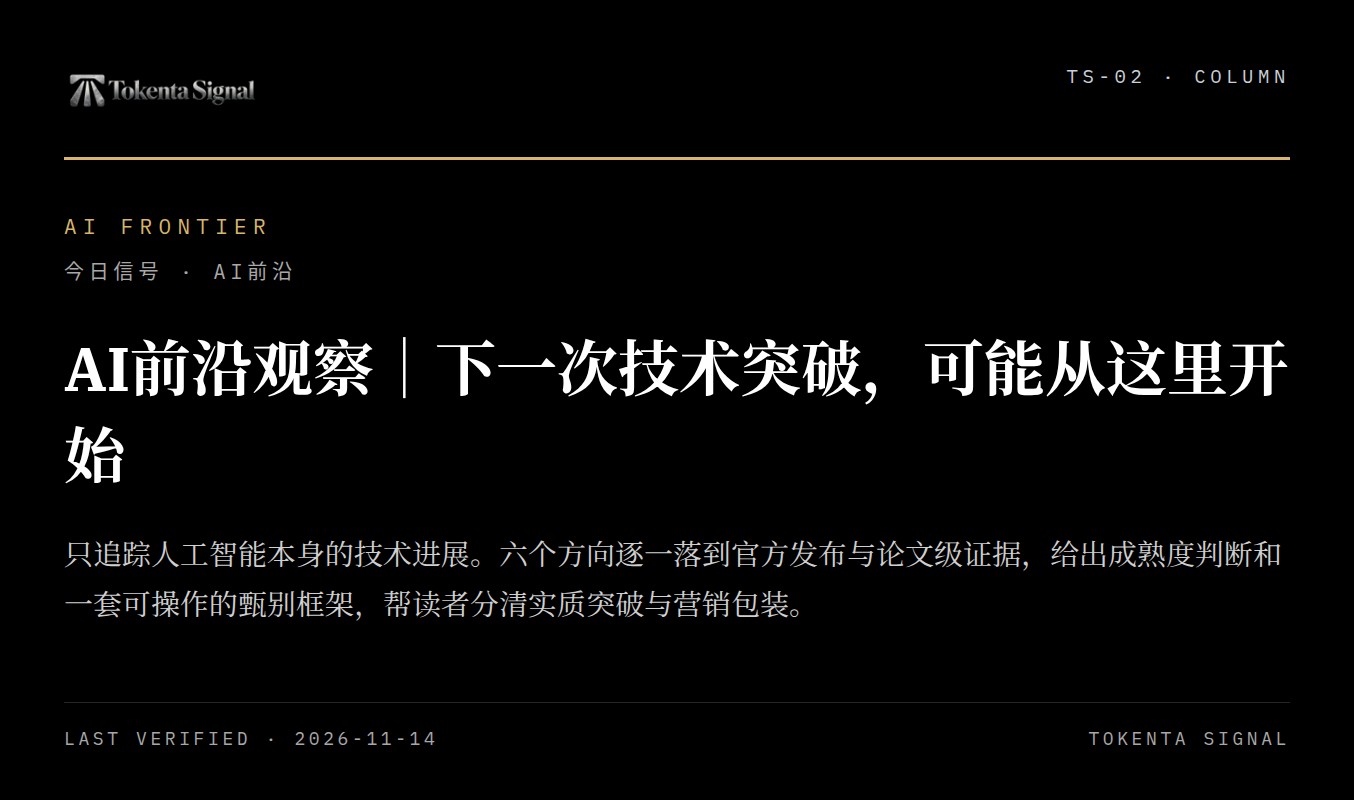 Tokenta Signal
TS-02 · COLUMN
AI FRONTIER
今日信号 · AI前沿
AI前沿观察｜下一次技术突破，可能从这里开
始
只追踪人工智能本身的技术进展。六个方向逐一落到官方发布与论文级证据，给出成熟度判断和
一套可操作的甄别框架，帮读者分清实质突破与营销包装。
LAST VERIFIED · 2026-11-14
TOKENTA SIGNAL